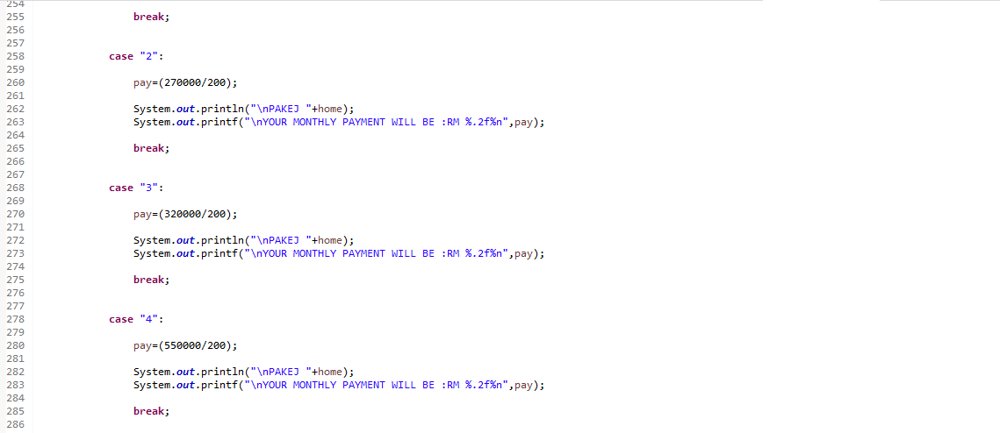 254
255 break;
256
257
258 case "2":
259
260 pay=(270000/200);
261
262 System.out.println("\nPAKEJ "+home);
263 System.out.printf("\nYOUR MONTHLY PAYMENT WILL BE :RM %.2f%n",pay);
264
265 break;
266
267
268 case "3":
269
270 pay=(320000/200);
271
272 System.out.println("\nPAKEJ "+home);
273 System.out.printf("\nYOUR MONTHLY PAYMENT WILL BE :RM %.2f%n",pay);
274
275 break;
276
277
278 case "4":
279
280 pay=(550000/200);
281
282 System.out.println("\nPAKEJ "+home);
283 System.out.printf("\nYOUR MONTHLY PAYMENT WILL BE :RM %.2f%n",pay);
284
285 break;
286